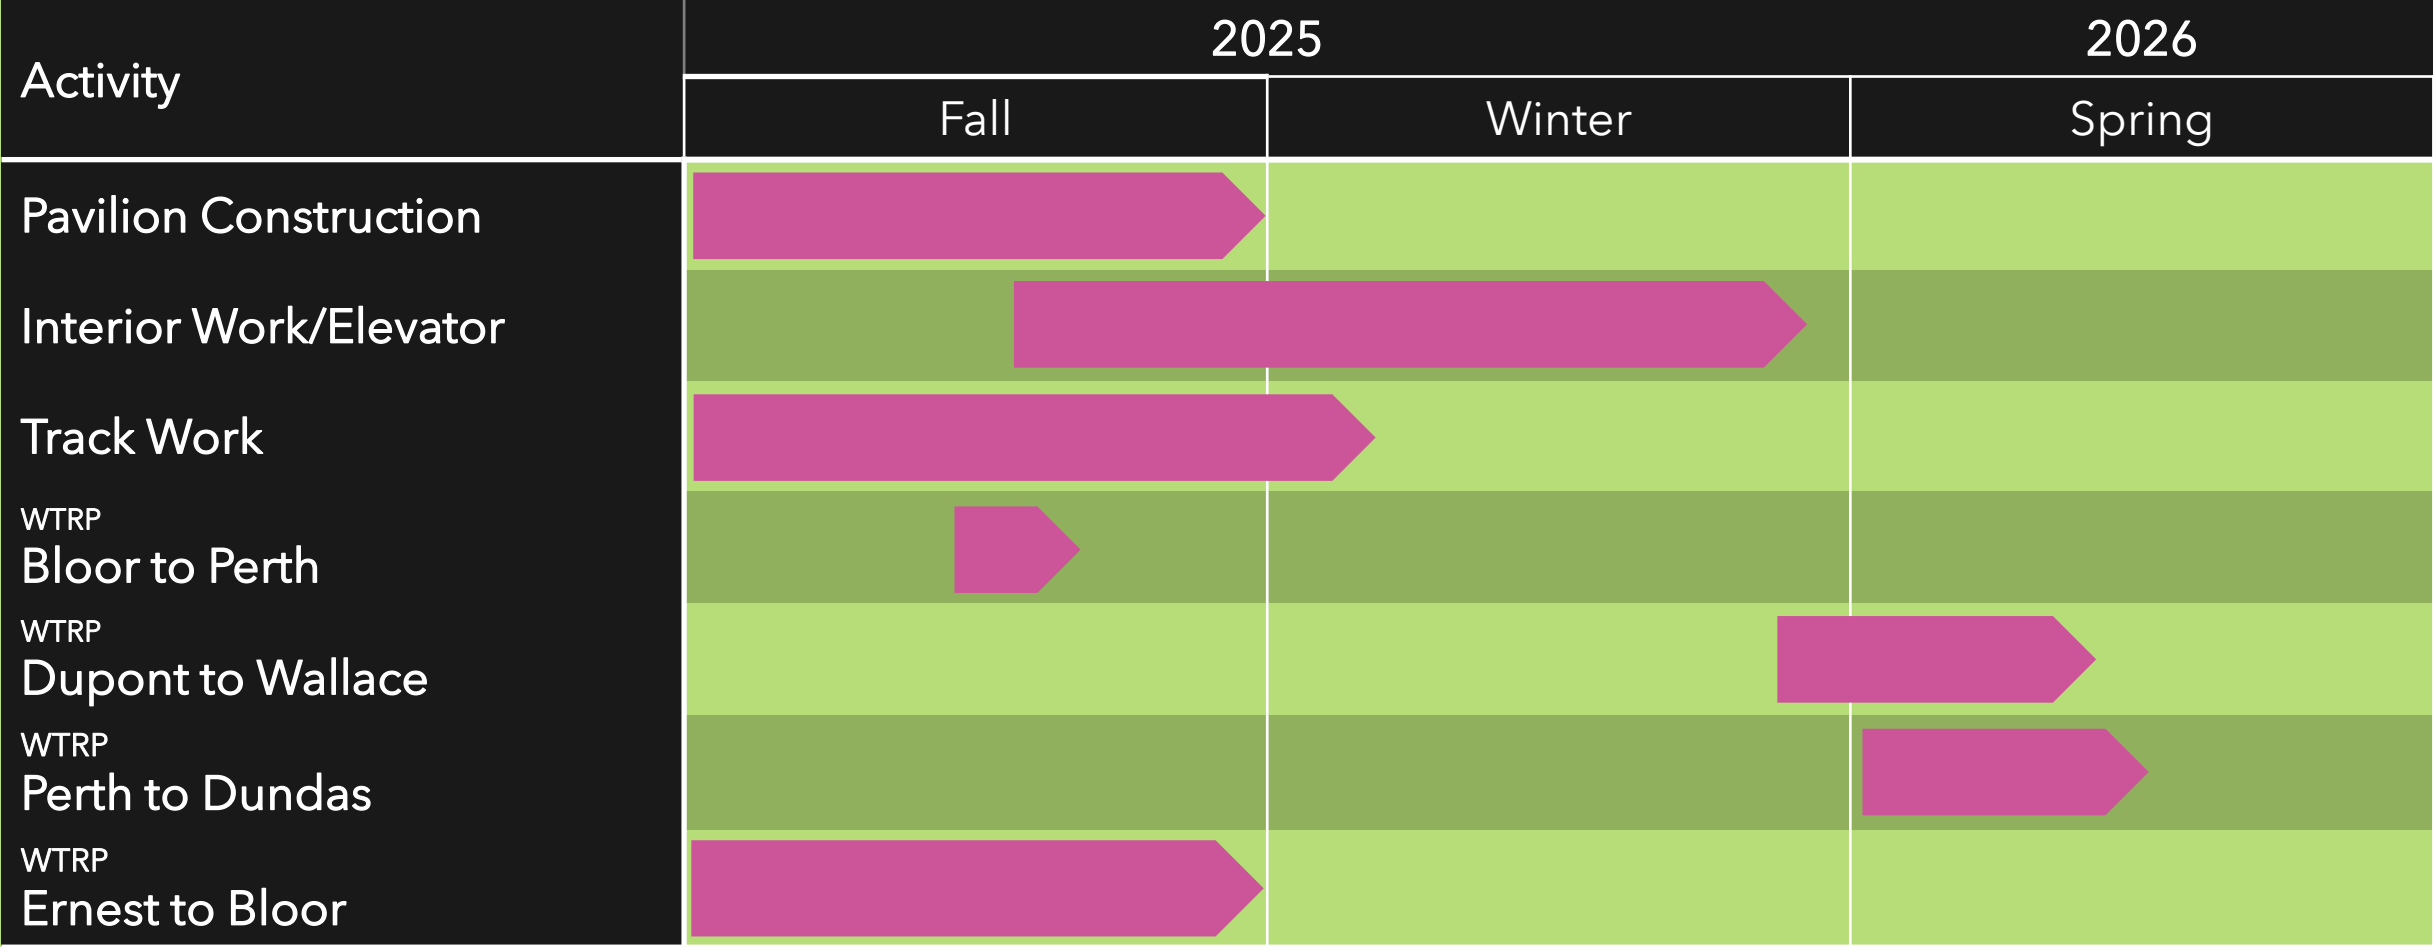 Activity
2025
2026
Fall
Winter
Spring
Pavilion Construction
Interior Work/Elevator
Track Work
WTRP
Bloor to Perth
WTRP
Dupont to Wallace
WTRP
Perth to Dundas
WTRP
Ernest to Bloor